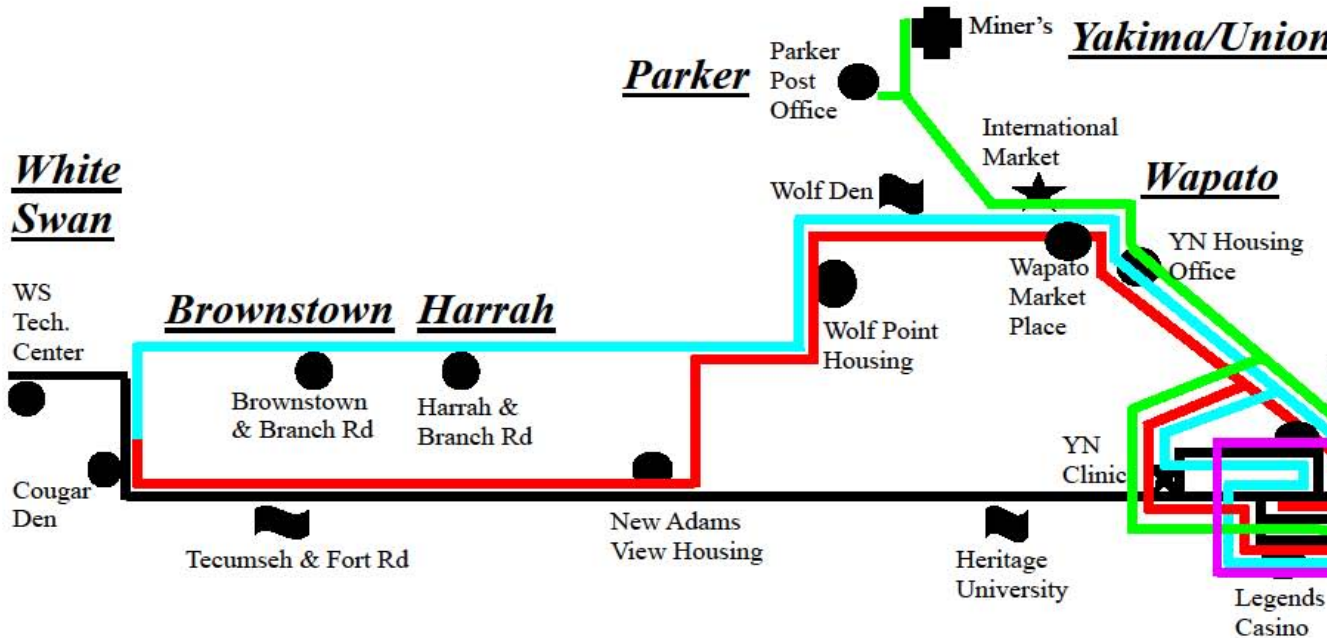 Miner's
Yakima/Union
Parker
Parker
Post
Office
International
Market
White
Swan
Wolf Den
Wapato
YN Housing
Office
WS
Tech.
Center
Wapato
Market
Place
Brownstown
Harrah
Wolf Point
Housing
Brownstown
& Branch Rd
Harrah &
Branch Rd
YN
Clinic
Cougar
Den
New Adams
View Housing
Tecumseh & Fort Rd
Heritage
University
Legends
Casino